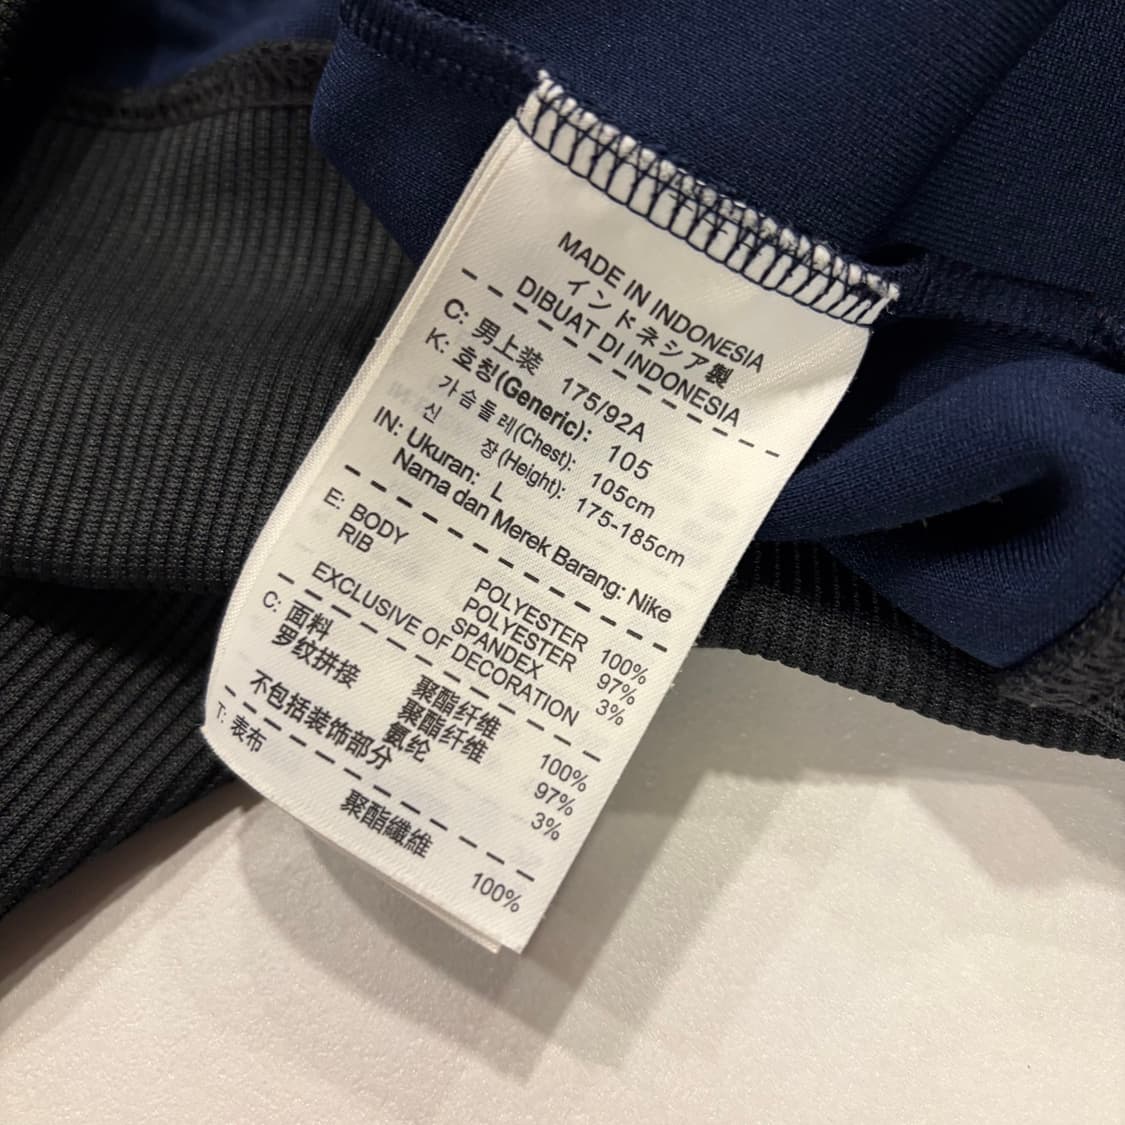 MADE IN INDONESIA
インドネシア製
DIBUAT DI INDONESIA
C: 男上装 175/92A
K: 호칭(Generic): 105
가슴둘레(Chest): 105cm
신 장(Height): 175-185cm
IN: Ukuran: L
Nama dan Merek Barang: Nike
E: BODY POLYESTER 100%
RIB POLYESTER 97%
SPANDEX 3%
EXCLUSIVE OF DECORATION
C: 面料 聚酯纤维 100%
罗纹拼接 聚酯纤维 97%
氨纶 3%
不包括装饰部分
T: 表布 聚酯纖維 100%